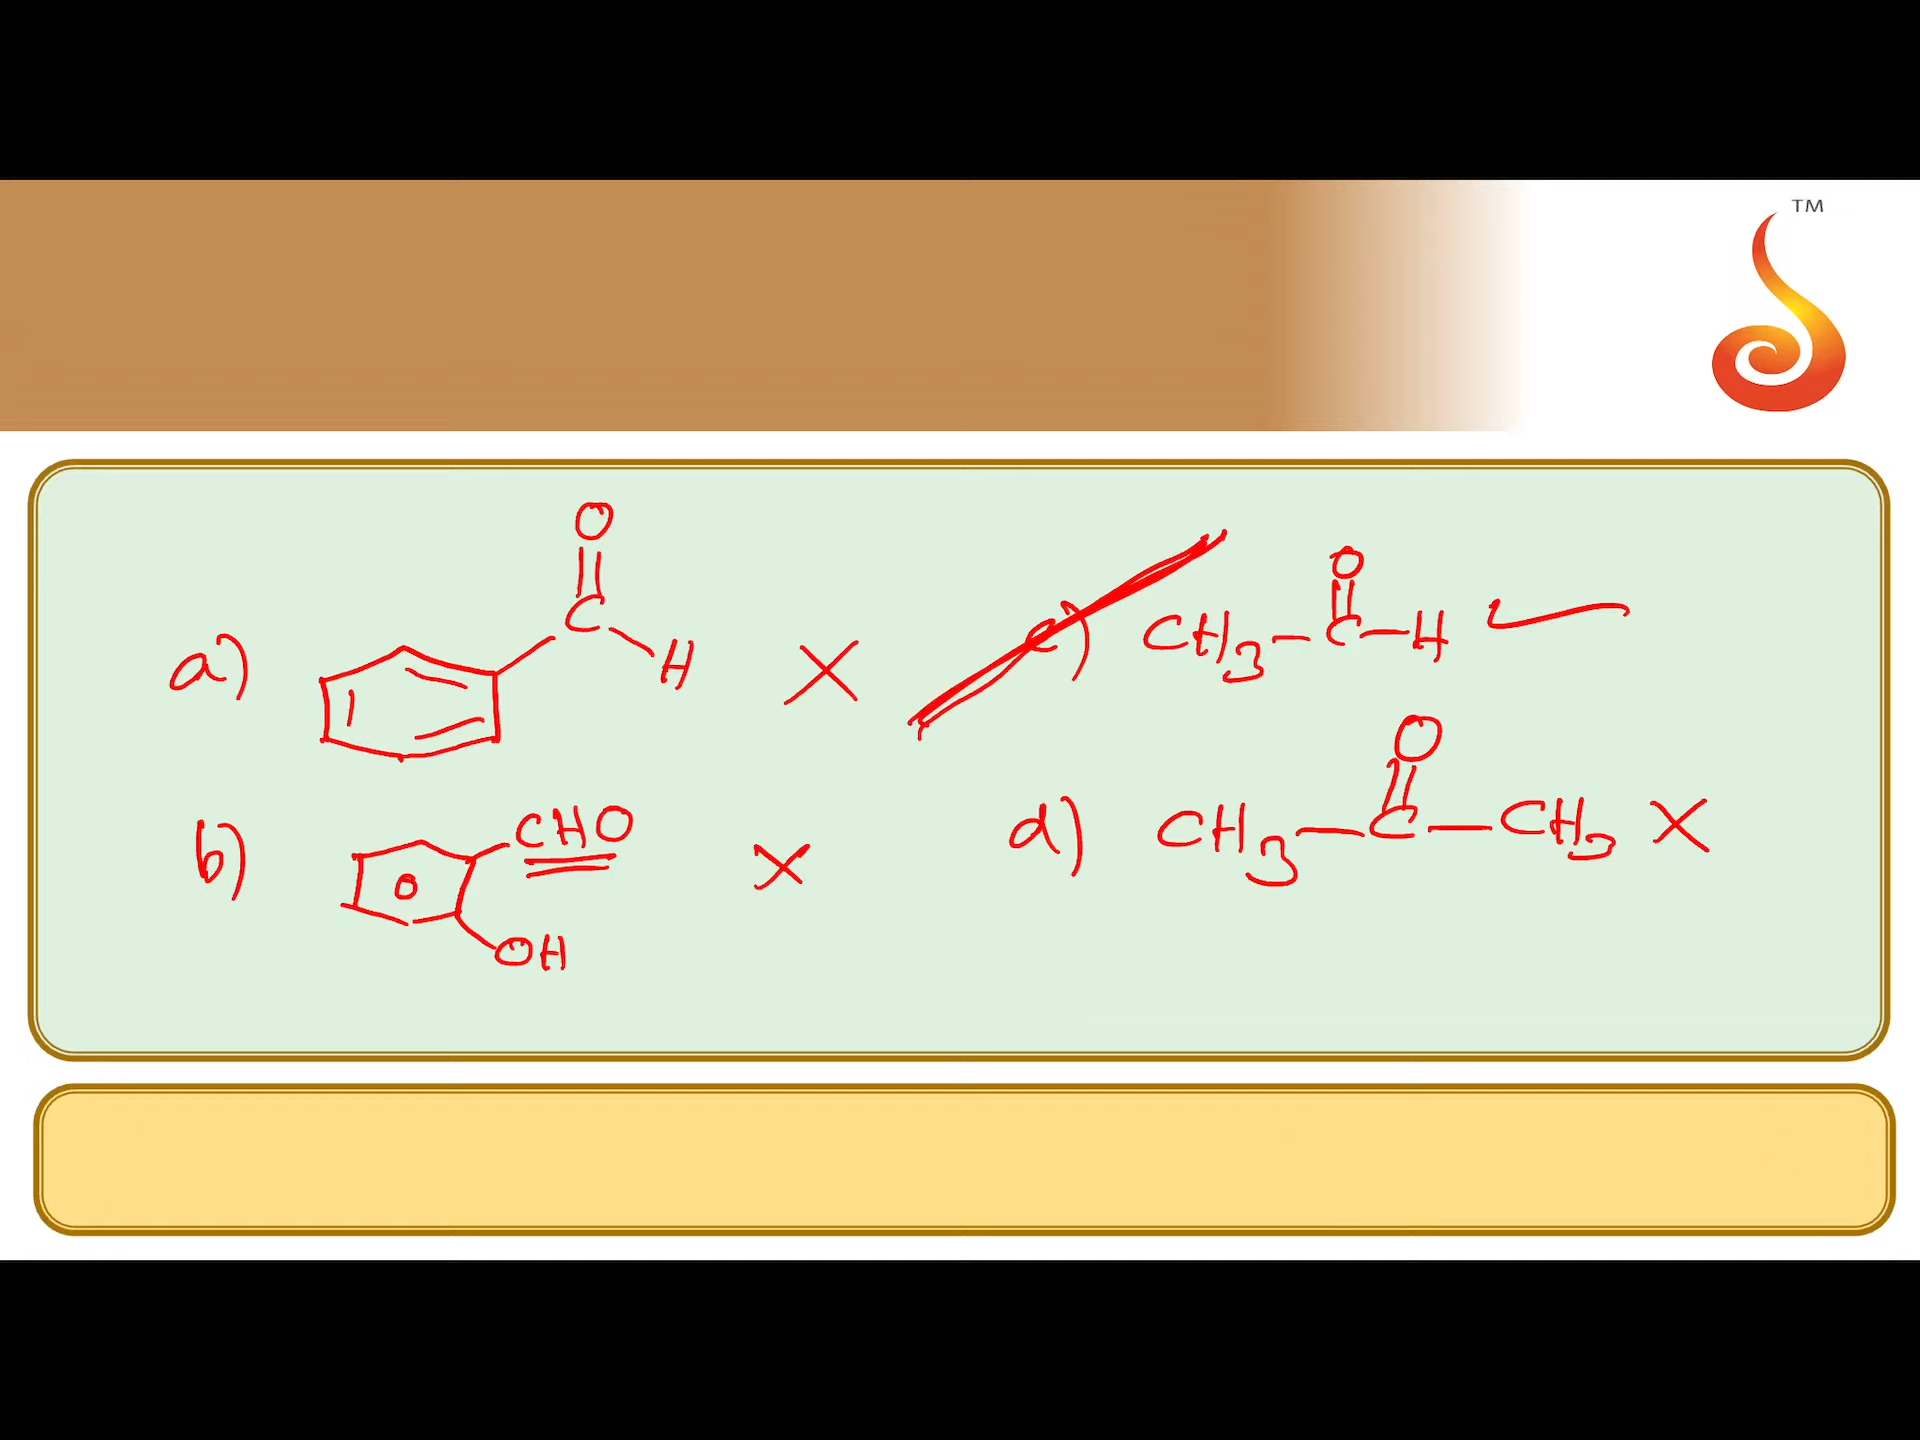 TM
a)
O
C
H
X
c) CH3-C-H
O
b)
CHO
OH
X
d) CH3-C-CH3 X
O